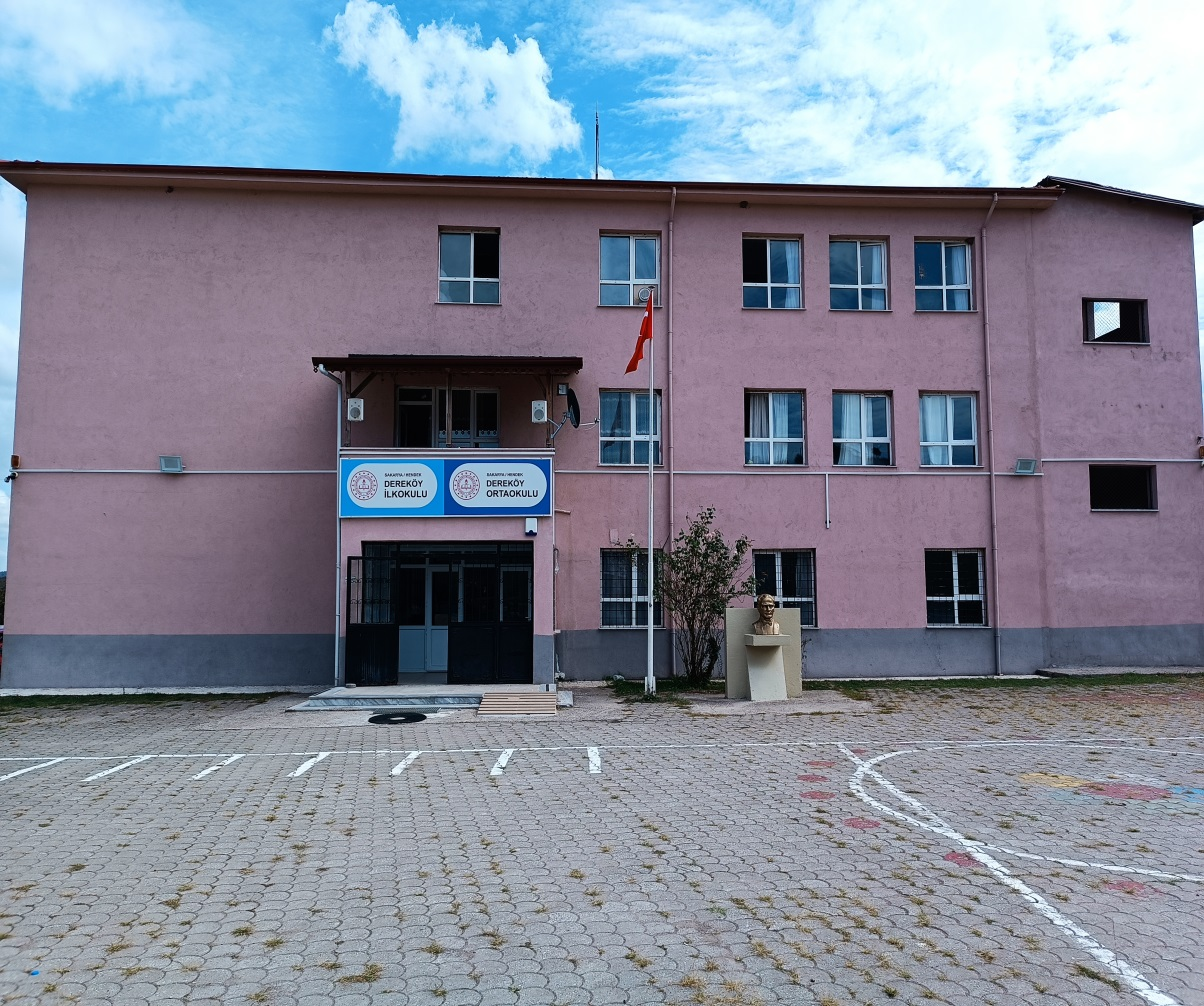 SAKARYA / HENDEK
DEREKÖY
İLKOKULU
SAKARYA / HENDEK
DEREKÖY
ORTAOKULU